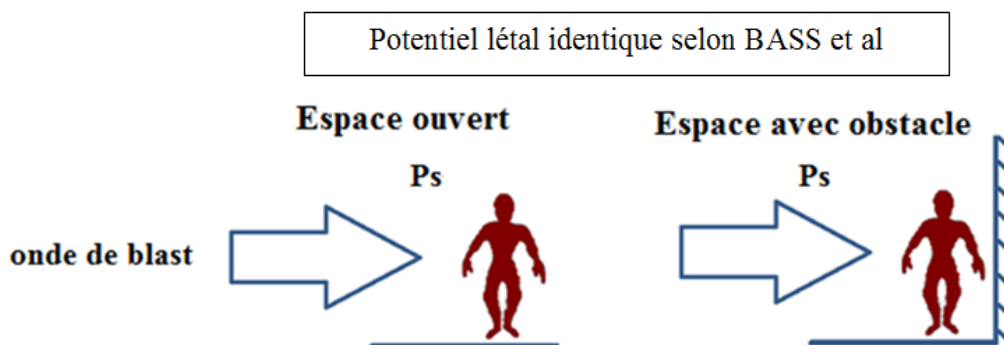 Potentiel létal identique selon BASS et al
Espace ouvert
Espace avec obstacle
Ps
Ps
onde de blast